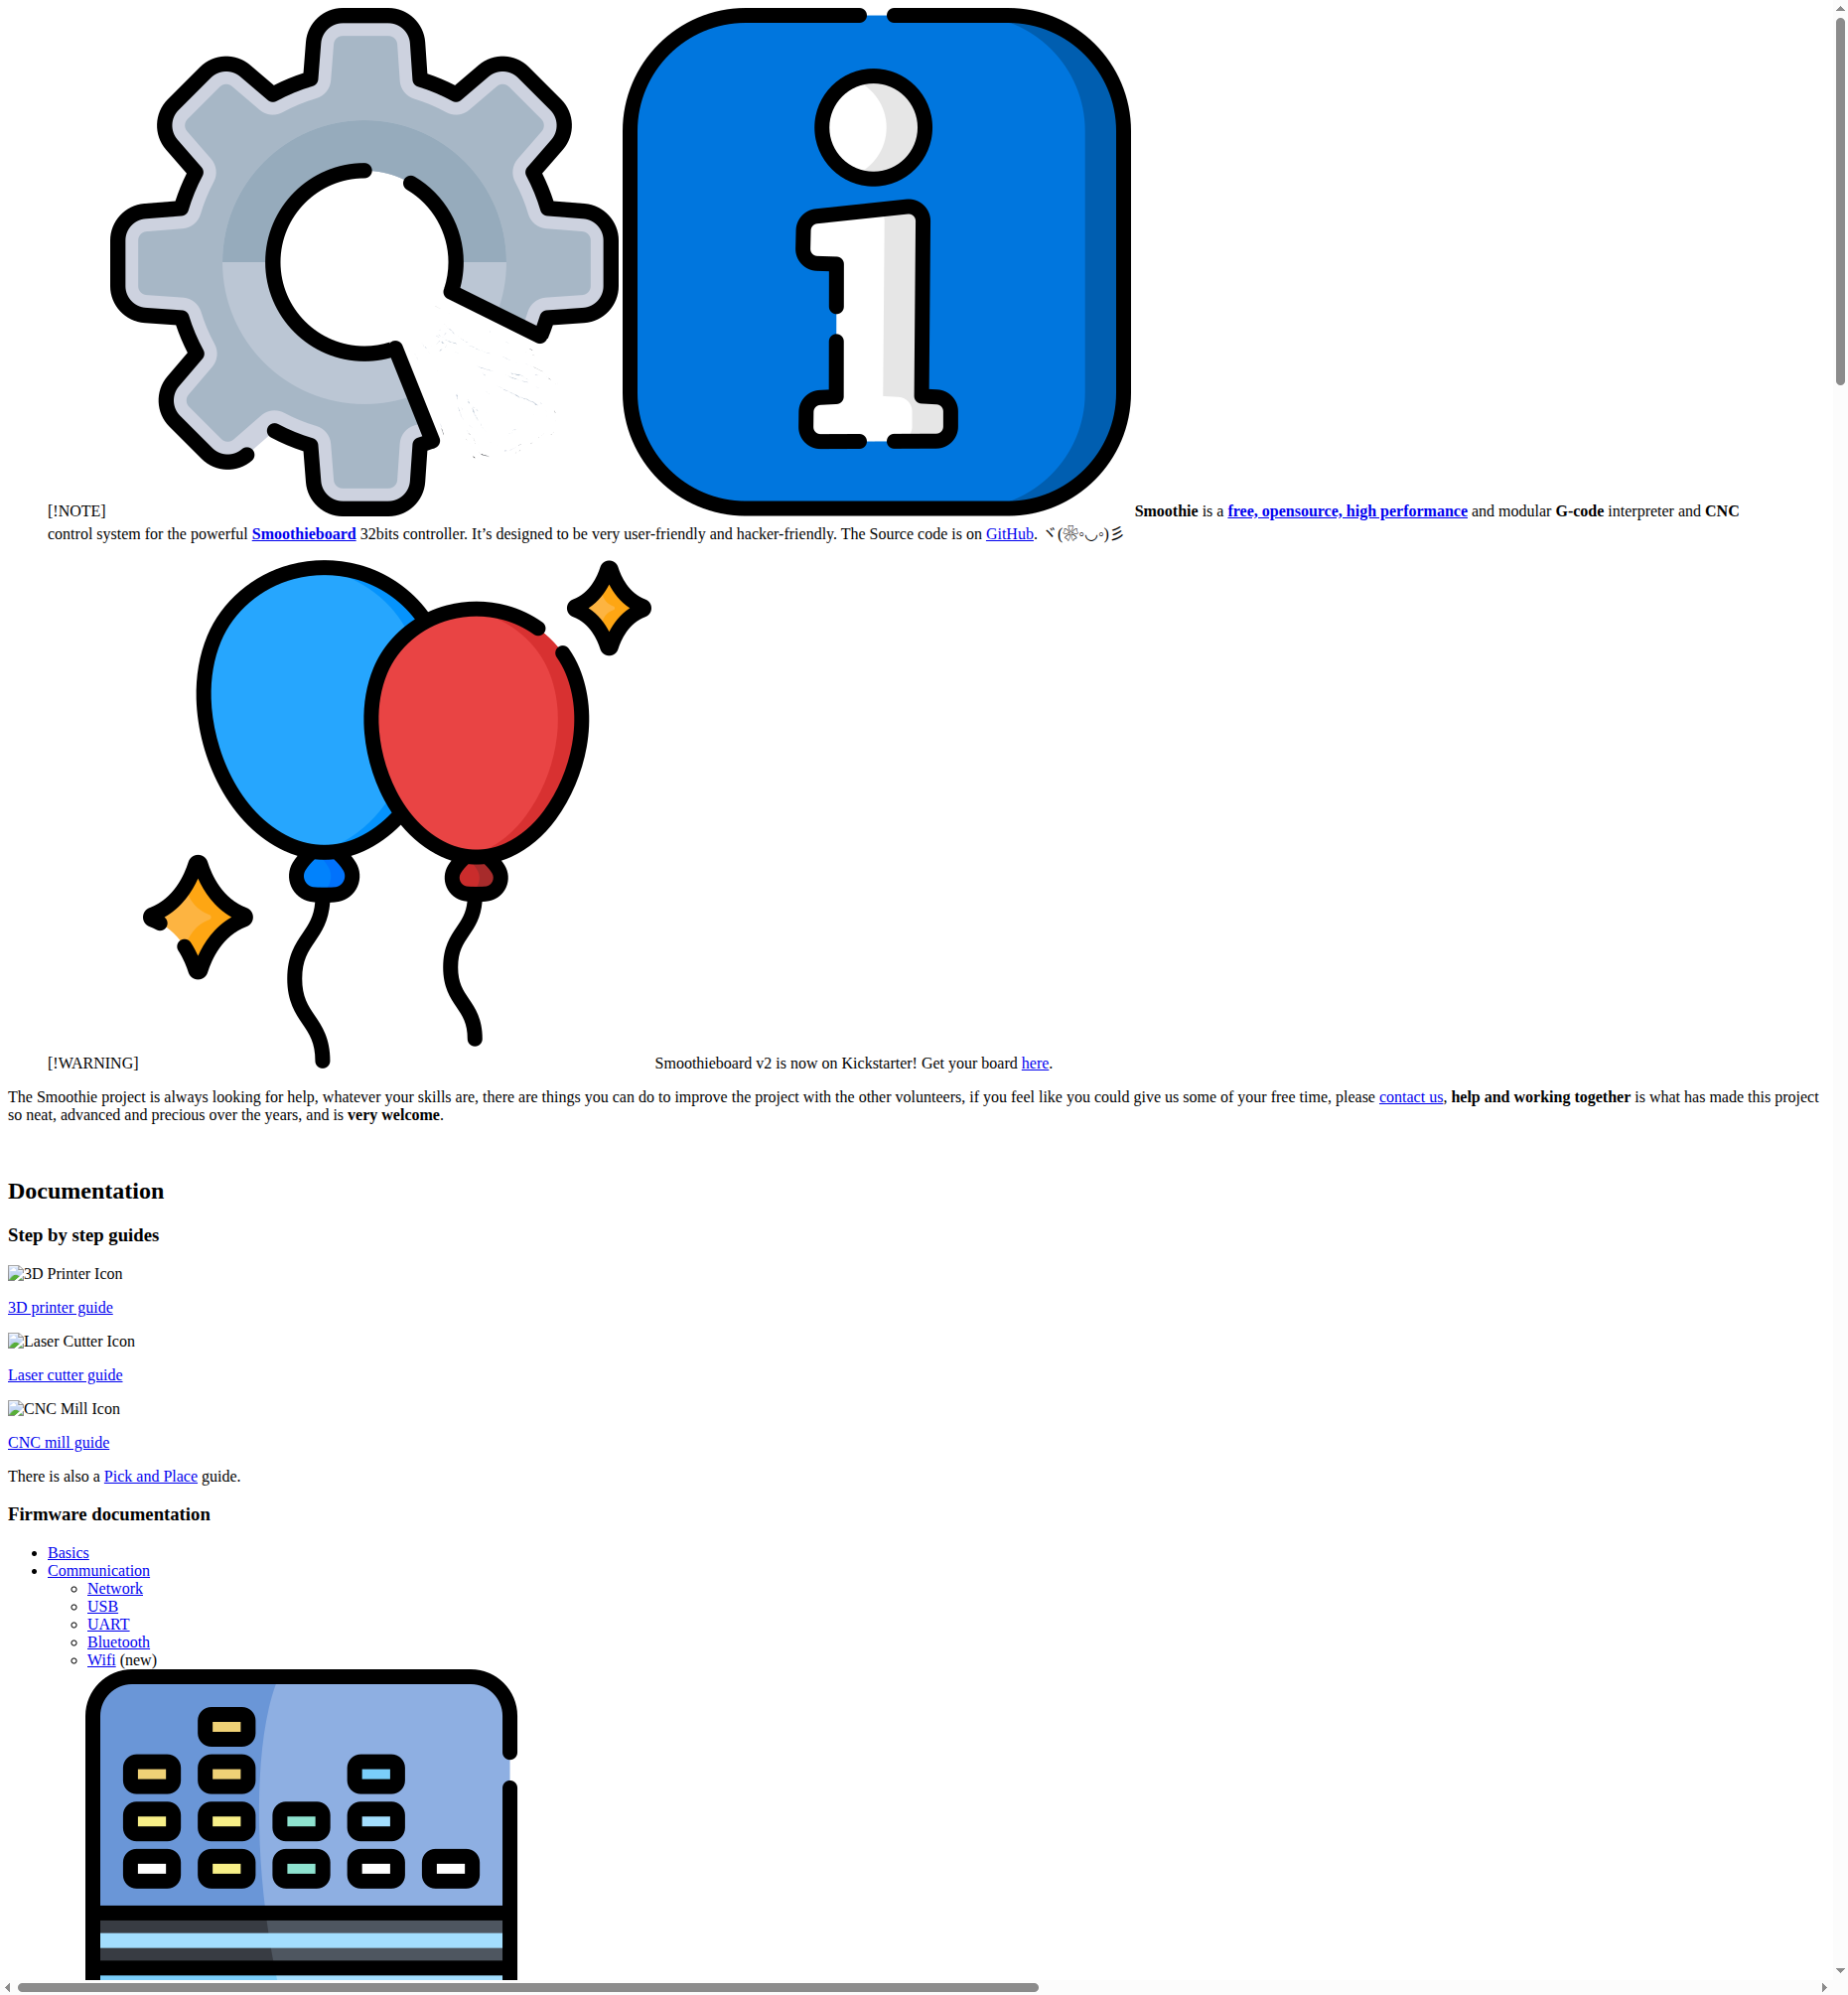 [!NOTE] Smoothie is a free, opensource, high performance and modular G-code interpreter and CNC
control system for the powerful Smoothieboard 32bits controller. It’s designed to be very user-friendly and hacker-friendly. The Source code is on GitHub. ヾ(❀◦◡◦)彡
[!WARNING] Smoothieboard v2 is now on Kickstarter! Get your board here.
The Smoothie project is always looking for help, whatever your skills are, there are things you can do to improve the project with the other volunteers, if you feel like you could give us some of your free time, please contact us, help and working together is what has made this project
so neat, advanced and precious over the years, and is very welcome.
Documentation
Step by step guides
3D Printer Icon
3D printer guide
Laser Cutter Icon
Laser cutter guide
CNC Mill Icon
CNC mill guide
There is also a Pick and Place guide.
Firmware documentation
Basics
Communication
Network
USB
UART
Bluetooth
Wifi (new)